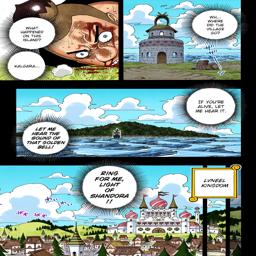 WHAT
HAPPENED
ON THIS
ISLAND?
KALGARA...
WH...
WHERE
DID THE
VILLAGE
GO?
IF YOU'RE
ALIVE, LET
ME HEAR IT.
LET ME
HEAR THE
SOUND OF
THAT GOLDEN
BELL!
RING
FOR ME,
LIGHT
OF
SHANDORA
!!
LVNEEL
KINGDOM